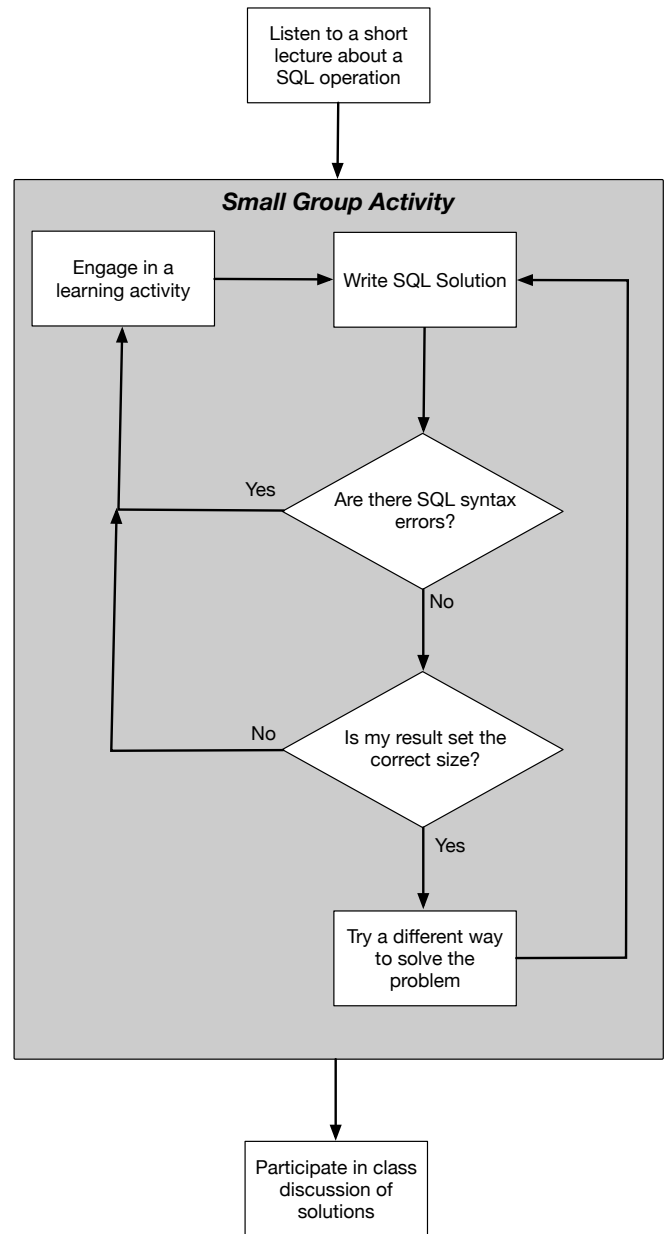 Listen to a short
lecture about a
SQL operation
Small Group Activity
Engage in a
learning activity
Write SQL Solution
Yes
Are there SQL syntax
errors?
No
No
Is my result set the
correct size?
Yes
Try a different way
to solve the
problem
Participate in class
discussion of
solutions